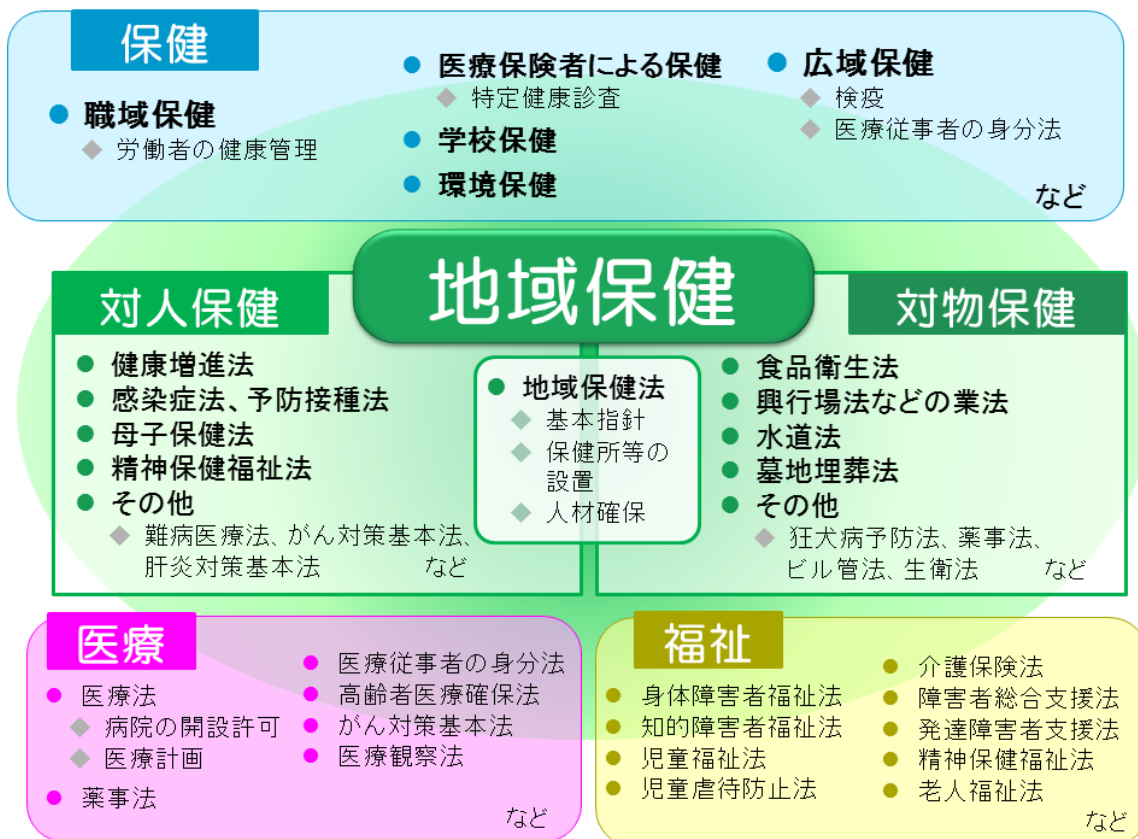 保健
職域保健
労働者の健康管理
医療保険者による保健
特定健康診査
学校保健
環境保健
広域保健
検疫
医療従事者の身分法
など
地域保健
対人保健
健康増進法
感染症法、予防接種法
母子保健法
精神保健福祉法
その他
難病医療法、がん対策基本法、
肝炎対策基本法 など
地域保健法
基本指針
保健所等の
設置
人材確保
対物保健
食品衛生法
興行場法などの業法
水道法
墓地埋葬法
その他
狂犬病予防法、薬事法、
ビル管法、生衛法 など
医療
医療法
病院の開設許可
医療計画
薬事法
医療従事者の身分法
高齢者医療確保法
がん対策基本法
医療観察法
など
福祉
身体障害者福祉法
知的障害者福祉法
児童福祉法
児童虐待防止法
介護保険法
障害者総合支援法
発達障害者支援法
精神保健福祉法
老人福祉法
など